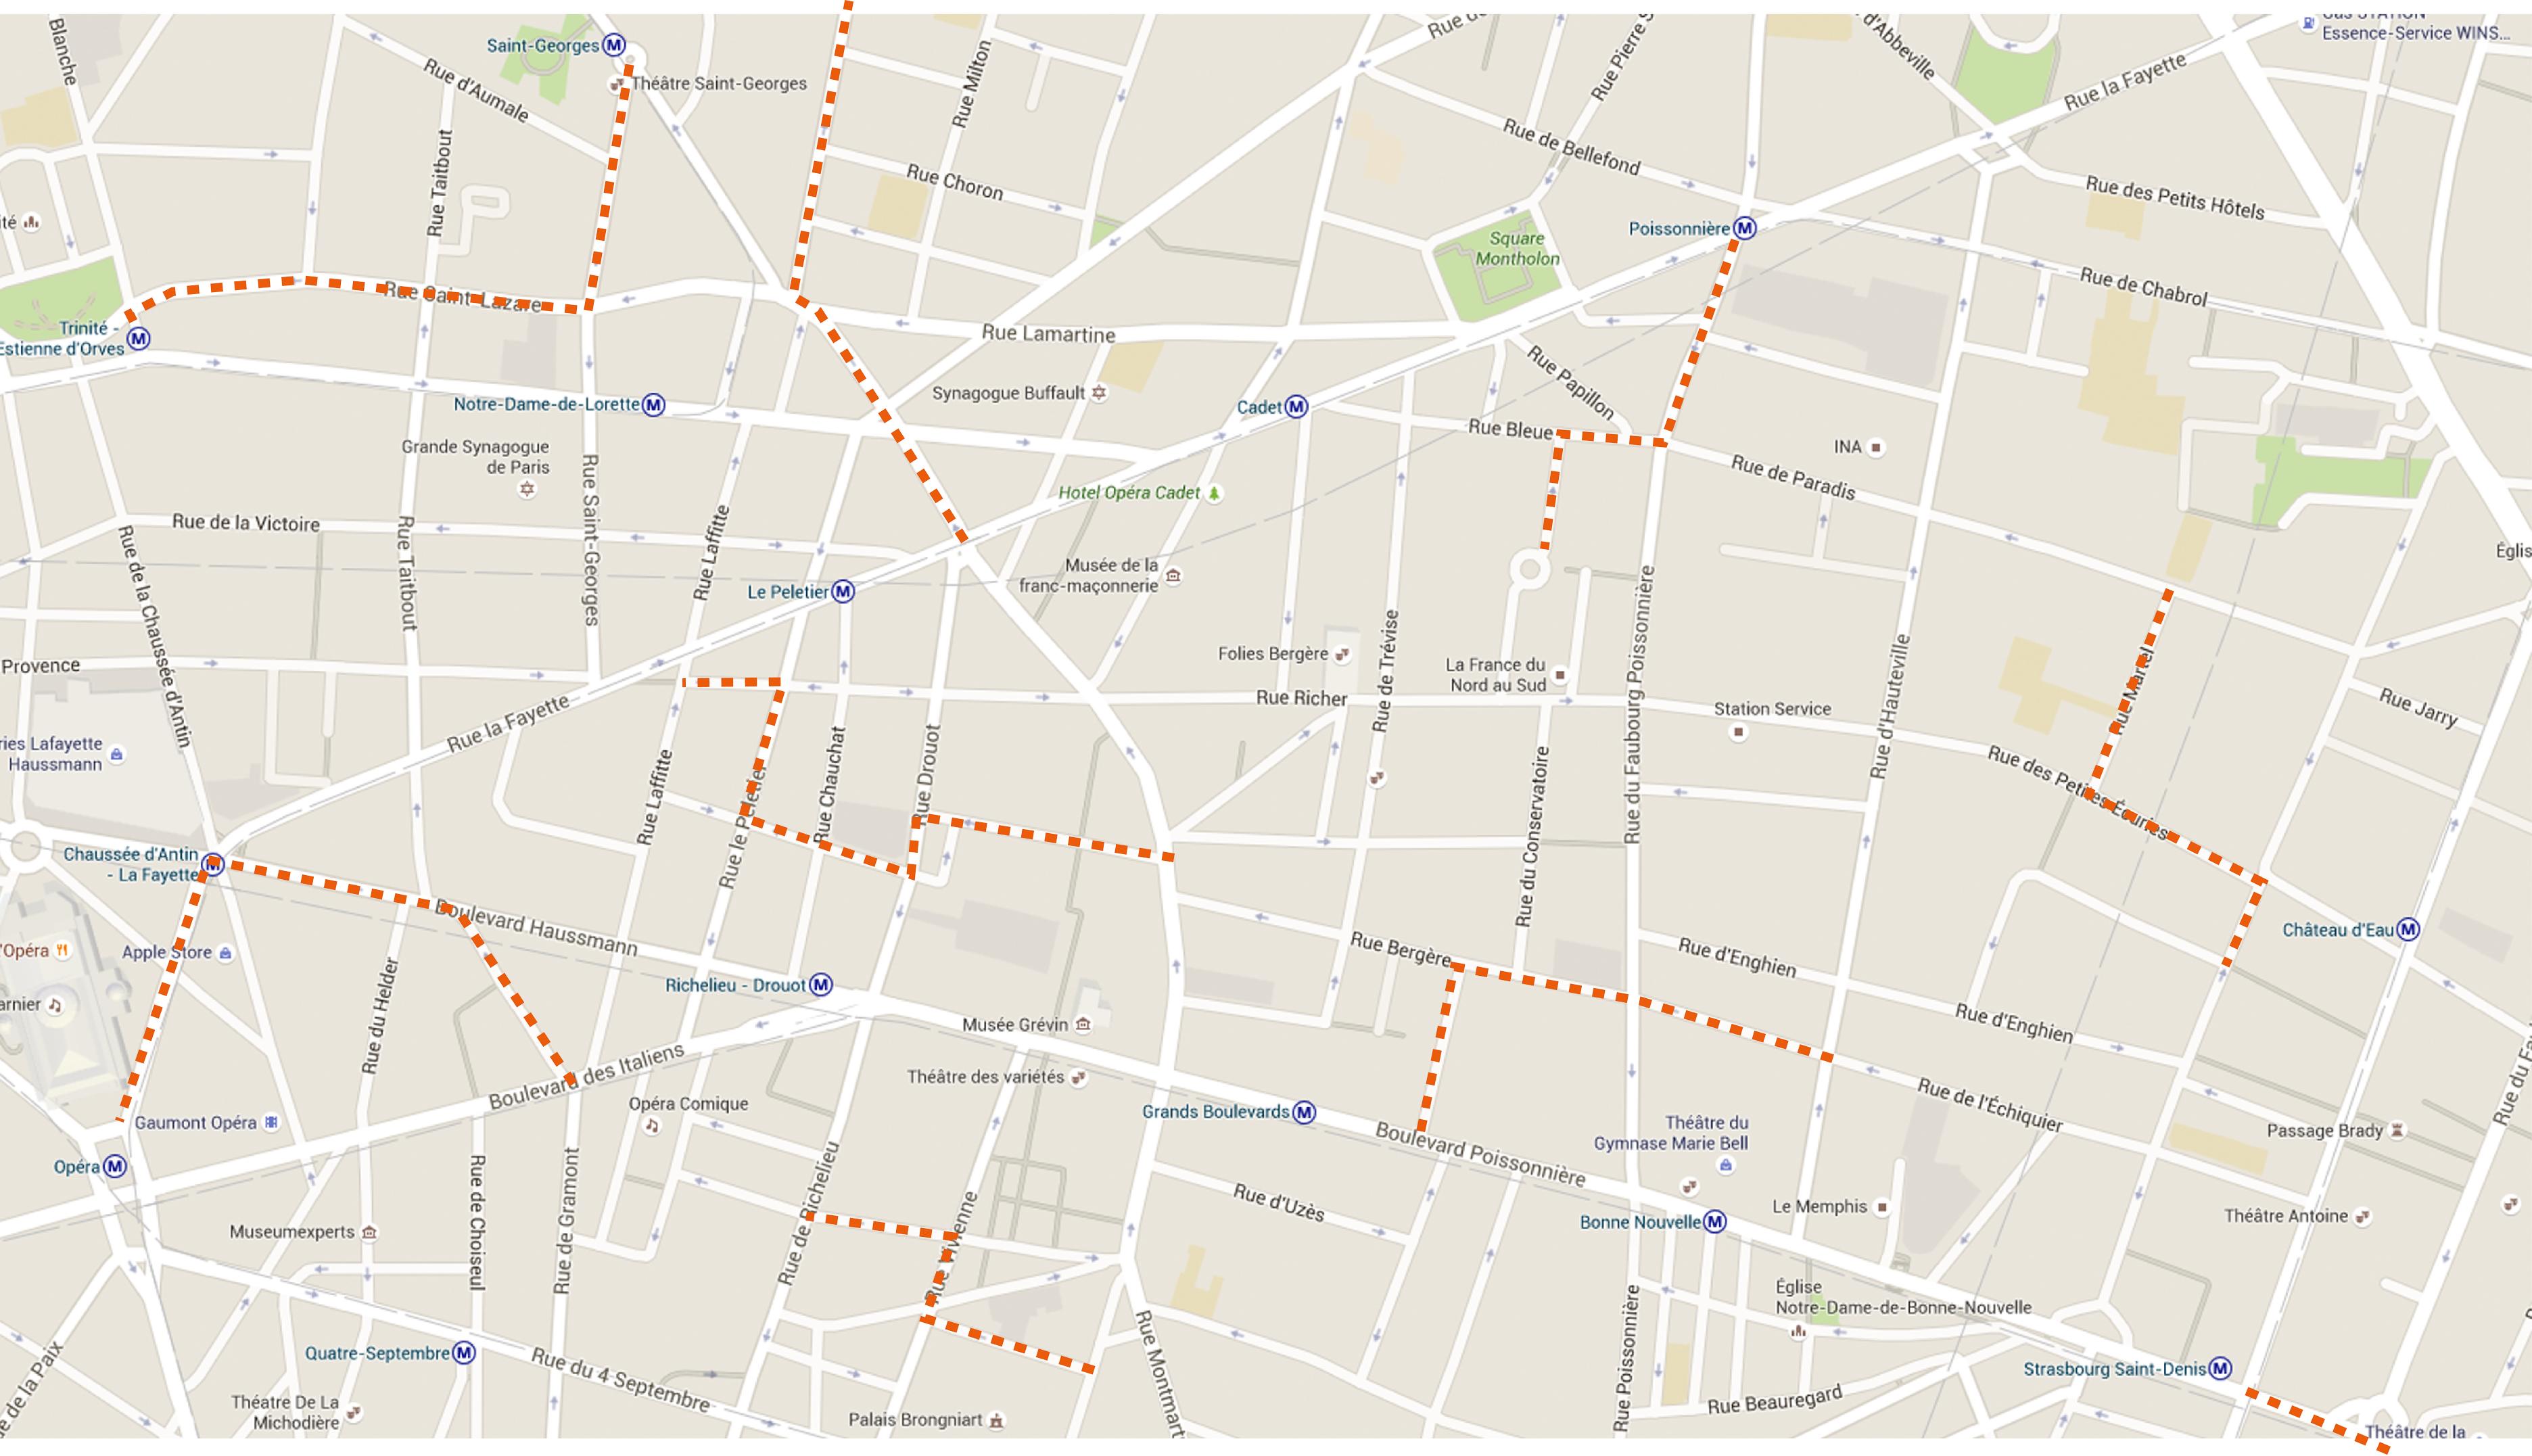 Blanche
Saint-Georges
Théâtre Saint-Georges
Rue d'Aumale
Rue Milton
Rue Pierre S
d'Abbeville
Essence-Service WINS...
Rue la Fayette
Rue Taitbout
Rue Choron
Rue de Bellefond
Rue des Petits Hôtels
ité
Poissonnière
Square
Montholon
Rue de Chabrol
Rue Saint-Lazare
Trinité -
Estienne d'Orves
Rue Lamartine
Rue Papillon
Synagogue Buffault
Notre-Dame-de-Lorette
Cadet
Rue Bleue
Grande Synagogue
de Paris
INA
Rue de Paradis
Hotel Opéra Cadet
Rue de la Victoire
Rue Saint-Georges
Rue Laffitte
Rue Taitbout
Rue de la Chaussée d'Antin
Églis
Musée de la
franc-maçonnerie
Le Peletier
Rue du Faubourg Poissonnière
Rue de Trévise
Rue d'Hauteville
Folies Bergère
La France du
Nord au Sud
Provence
Rue Martel
Rue Richer
Rue Jarry
Station Service
Rue la Fayette
ries Lafayette
Haussmann
Rue Laffitte
Rue le Peletier
Rue Chauchat
Rue Drouot
Rue du Conservatoire
Rue des Petites Écuries
Chaussée d'Antin
- La Fayette
Boulevard Haussmann
Château d'Eau
'Opéra
Apple Store
Rue Bergère
Rue d'Enghien
Richelieu - Drouot
arnier
Rue du Helder
Musée Grévin
Rue d'Enghien
Boulevard des Italiens
Théâtre des variétés
Opéra Comique
Grands Boulevards
Rue de l'Échiquier
Gaumont Opéra
Boulevard Poissonnière
Théâtre du
Gymnase Marie Bell
Passage Brady
Opéra
Rue de Choiseul
Rue de Gramont
Rue de Richelieu
Rue Vivienne
Rue d'Uzès
Le Memphis
Théâtre Antoine
Museumexperts
Bonne Nouvelle
Église
Notre-Dame-de-Bonne-Nouvelle
Rue Poissonnière
Rue Montmart
Quatre-Septembre
Rue du 4 Septembre
Strasbourg Saint-Denis
Rue Beauregard
Théatre De La
Michodière
Palais Brongniart
e de la Paix
Théâtre de la